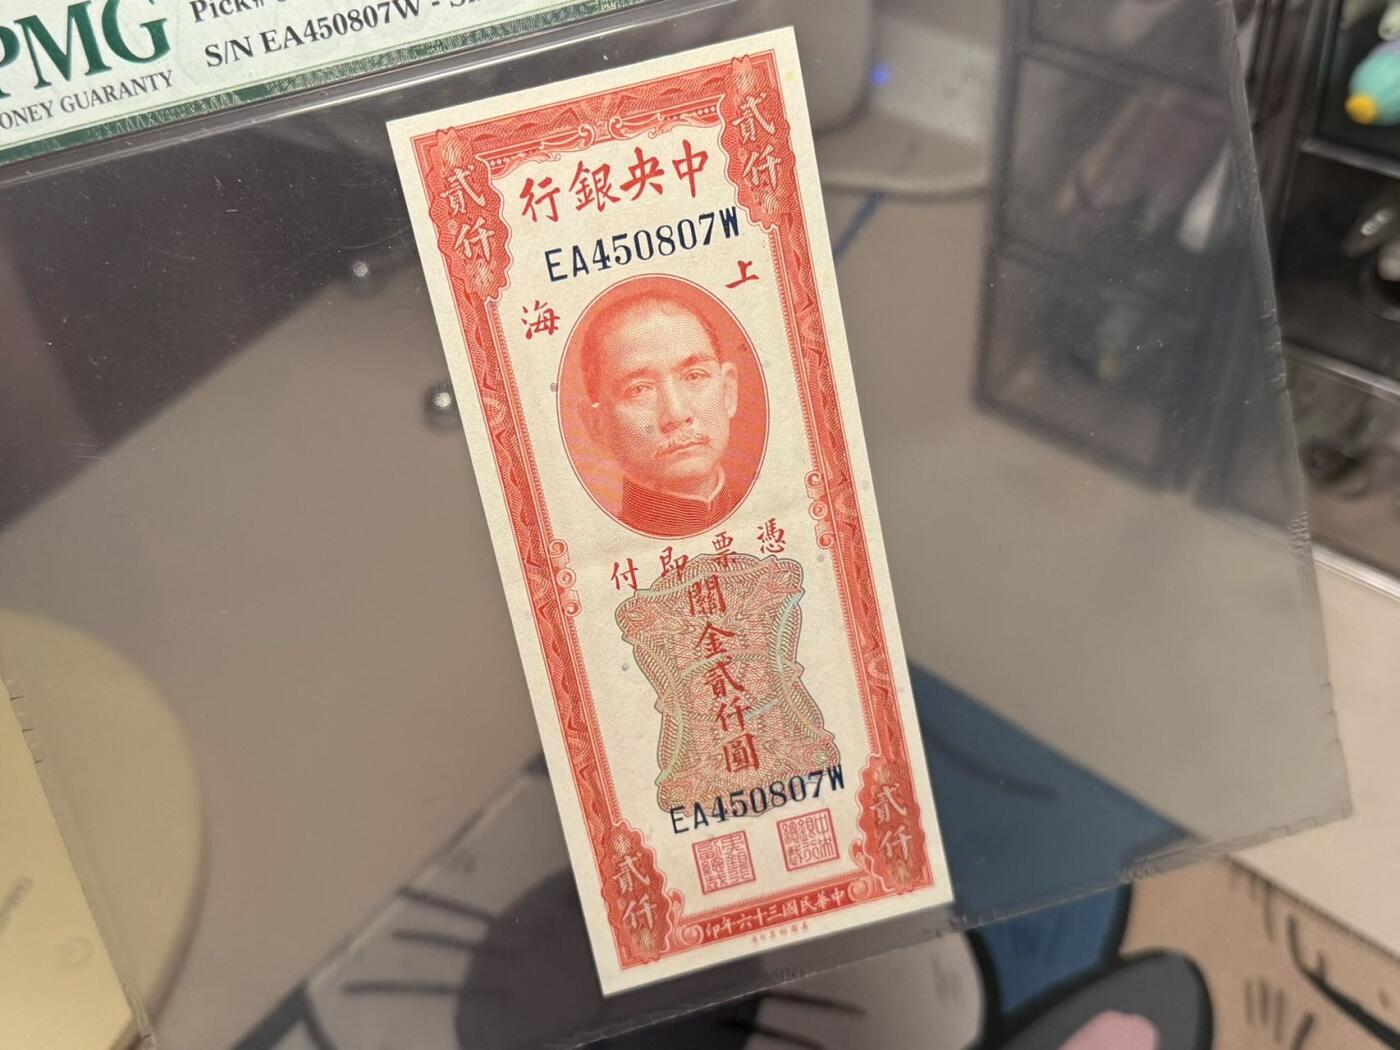 PMG
Pick#
S/N EA450807W - S
ONEY GUARANTY
貳仟
貳仟
中央銀行
EA450807W
上海
憑票即付
關金貳仟圓
EA450807W
貳仟
貳仟
中華民國三十六年印